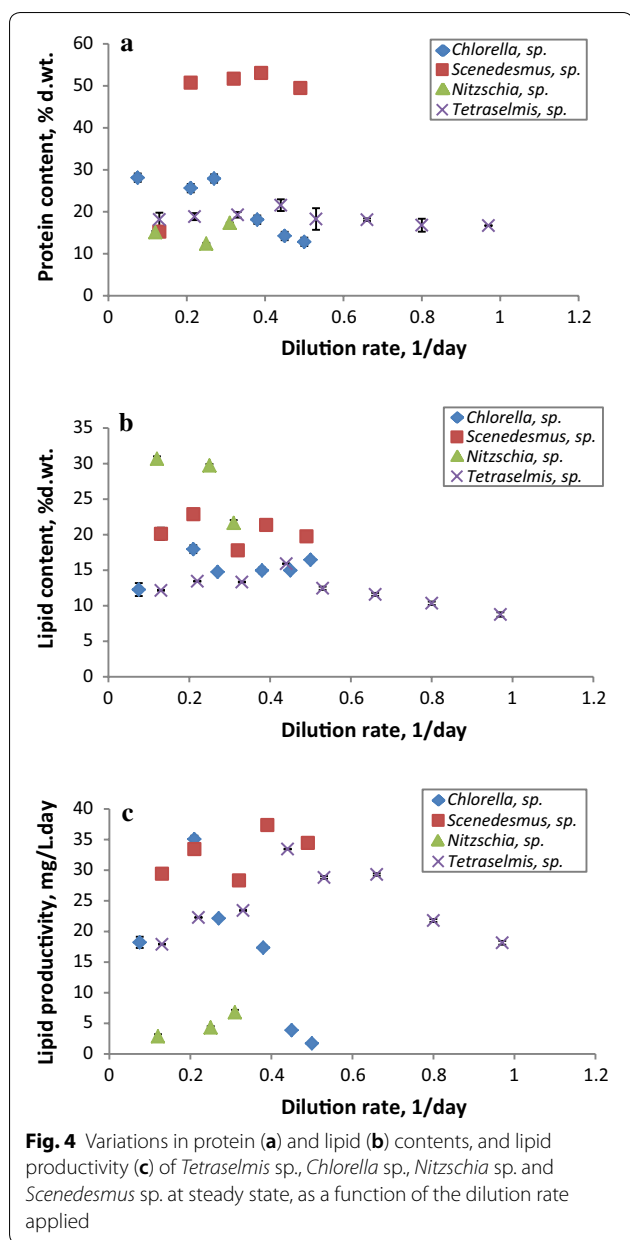 a
Protein content, % d.wt.
60
50
40
30
20
10
0
0
0.2
0.4
0.6
0.8
1
1.2
Dilution rate, 1/day
Chlorella, sp.
Scenedesmus, sp.
Nitzschia, sp.
Tetraselmis, sp.
b
Lipid content, %d.wt.
35
30
25
20
15
10
5
0
0
0.2
0.4
0.6
0.8
1
1.2
Dilution rate, 1/day
Chlorella, sp.
Scenedesmus, sp.
Nitzschia, sp.
Tetraselmis, sp.
c
Lipid productivity, mg/L.day
40
35
30
25
20
15
10
5
0
0
0.2
0.4
0.6
0.8
1
1.2
Dilution rate, 1/day
Chlorella, sp.
Scenedesmus, sp.
Nitzschia, sp.
Tetraselmis, sp.
Fig. 4 Variations in protein (a) and lipid (b) contents, and lipid
productivity (c) of Tetraselmis sp., Chlorella sp., Nitzschia sp. and
Scenedesmus sp. at steady state, as a function of the dilution rate
applied